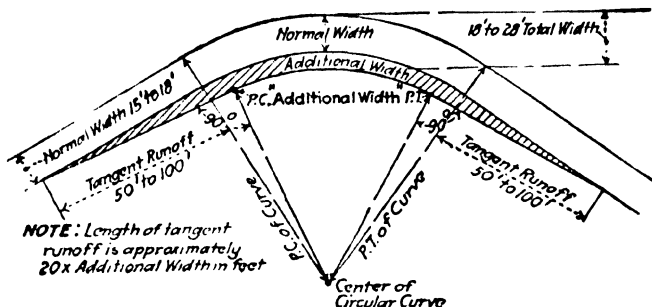 18' to 28' Total Width
Normal Width
Additional Width
Normal Width 15' to 18'
P.C. "Additional Width" P.T.
90°
90°
Tangent Runoff
50' to 100'
Tangent Runoff
50' to 100'
P.C. of Curve
P.T. of Curve
NOTE: Length of tangent
runoff is approximately
20 x Additional Width in feet
Center of
Circular Curve